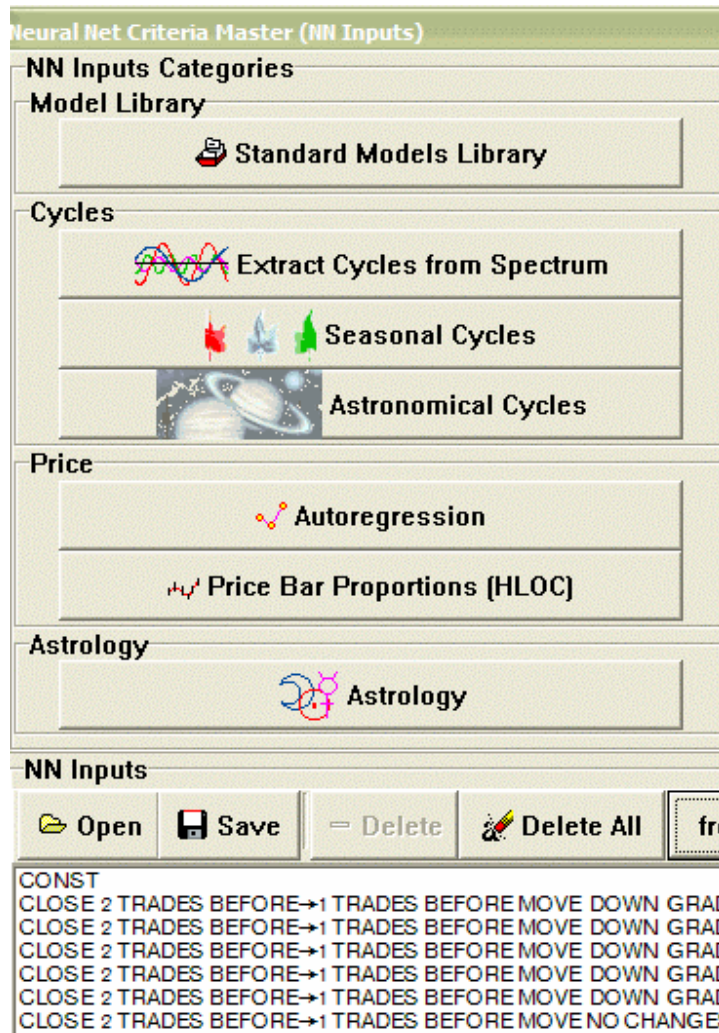 Neural Net Criteria Master (NN Inputs)
NN Inputs Categories
Model Library
Standard Models Library
Cycles
Extract Cycles from Spectrum
Seasonal Cycles
Astronomical Cycles
Price
Autoregression
Price Bar Proportions (HLOC)
Astrology
Astrology
NN Inputs
Open Save Delete Delete All
CONST
CLOSE 2 TRADES BEFORE→1 TRADES BEFORE MOVE DOWN
CLOSE 2 TRADES BEFORE→1 TRADES BEFORE MOVE DOWN
CLOSE 2 TRADES BEFORE→1 TRADES BEFORE MOVE DOWN
CLOSE 2 TRADES BEFORE→1 TRADES BEFORE MOVE DOWN
CLOSE 2 TRADES BEFORE→1 TRADES BEFORE MOVE DOWN
CLOSE 2 TRADES BEFORE→1 TRADES BEFORE MOVE NO CHANGE